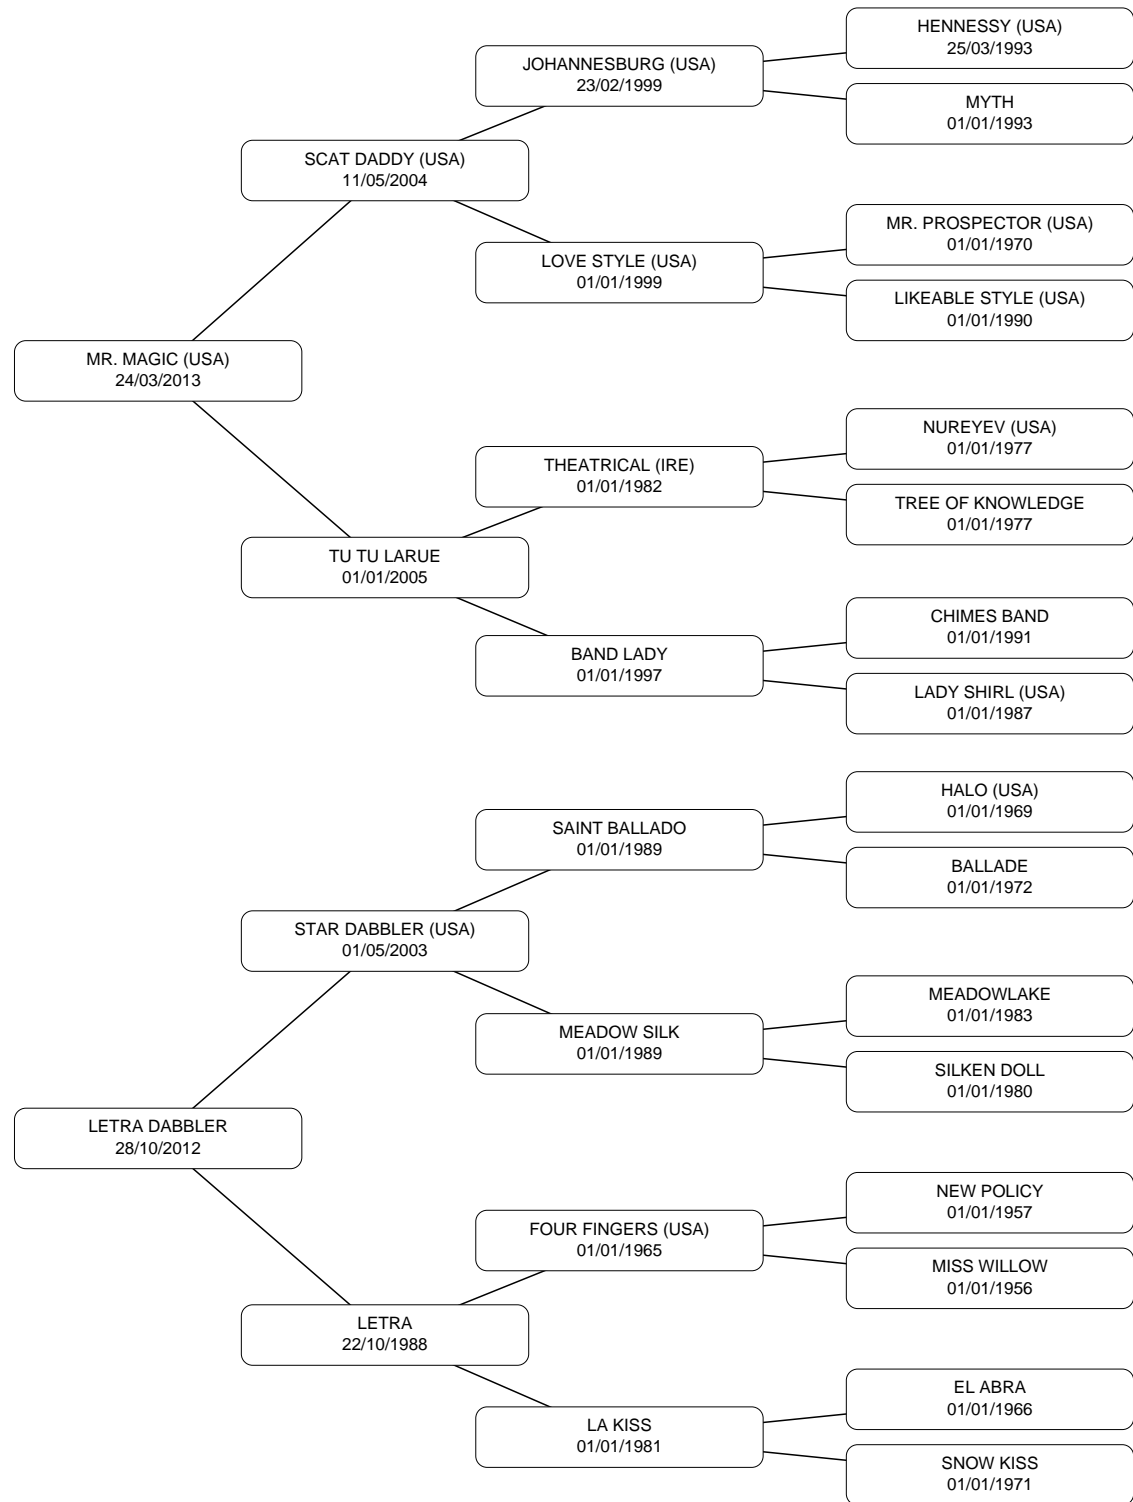 HENNESSY (USA)
25/03/1993
JOHANNESBURG (USA)
23/02/1999
MYTH
01/01/1993
SCAT DADDY (USA)
11/05/2004
MR. PROSPECTOR (USA)
01/01/1970
LOVE STYLE (USA)
01/01/1999
LIKEABLE STYLE (USA)
01/01/1990
MR. MAGIC (USA)
24/03/2013
NUREYEV (USA)
01/01/1977
THEATRICAL (IRE)
01/01/1982
TREE OF KNOWLEDGE
01/01/1977
TU TU LARUE
01/01/2005
CHIMES BAND
01/01/1991
BAND LADY
01/01/1997
LADY SHIRL (USA)
01/01/1987
HALO (USA)
01/01/1969
SAINT BALLADO
01/01/1989
BALLADE
01/01/1972
STAR DABBLER (USA)
01/05/2003
MEADOWLAKE
01/01/1983
MEADOW SILK
01/01/1989
SILKEN DOLL
01/01/1980
LETRA DABBLER
28/10/2012
NEW POLICY
01/01/1957
FOUR FINGERS (USA)
01/01/1965
MISS WILLOW
01/01/1956
LETRA
22/10/1988
EL ABRA
01/01/1966
LA KISS
01/01/1981
SNOW KISS
01/01/1971